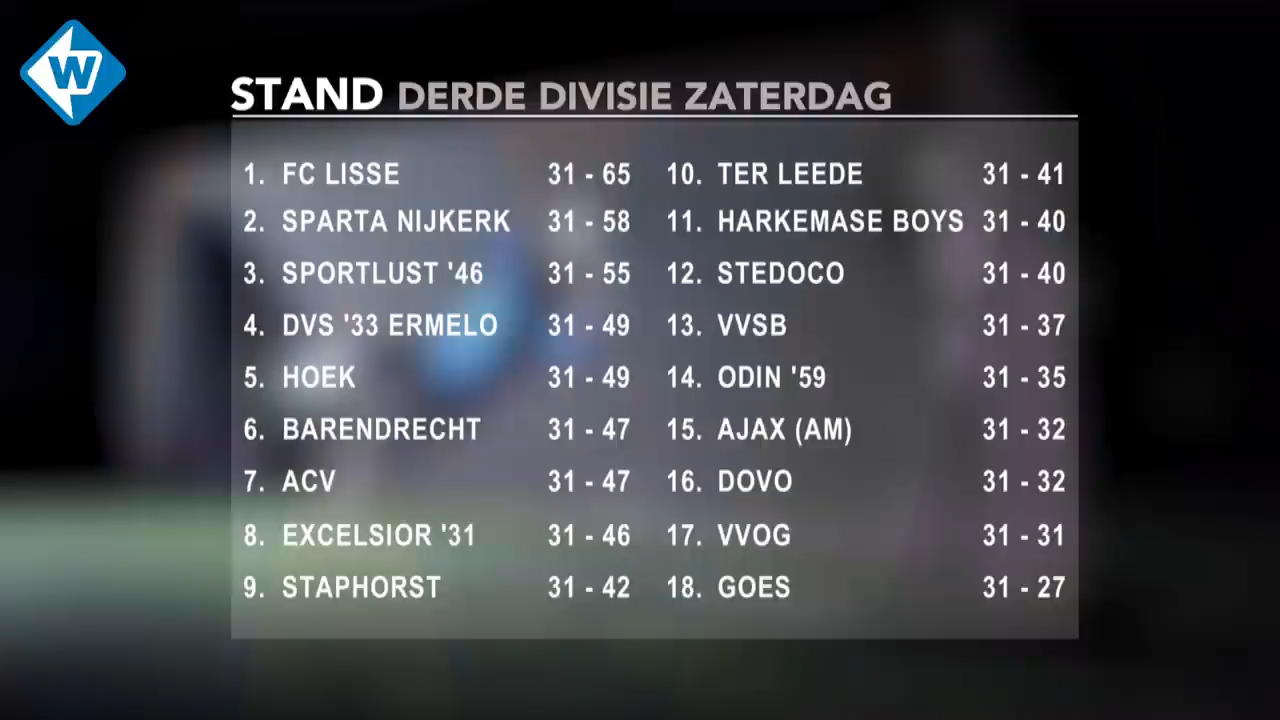 W
STAND DERDE DIVISIE ZATERDAG
1. FC LISSE 31 - 65
2. SPARTA NIJKERK 31 - 58
3. SPORTLUST '46 31 - 55
4. DVS '33 ERMELO 31 - 49
5. HOEK 31 - 49
6. BARENDRECHT 31 - 47
7. ACV 31 - 47
8. EXCELSIOR '31 31 - 46
9. STAPHORST 31 - 42
10. TER LEEDE 31 - 41
11. HARKEMASE BOYS 31 - 40
12. STEDOCO 31 - 40
13. VVSB 31 - 37
14. ODIN '59 31 - 35
15. AJAX (AM) 31 - 32
16. DOVO 31 - 32
17. VVOG 31 - 31
18. GOES 31 - 27